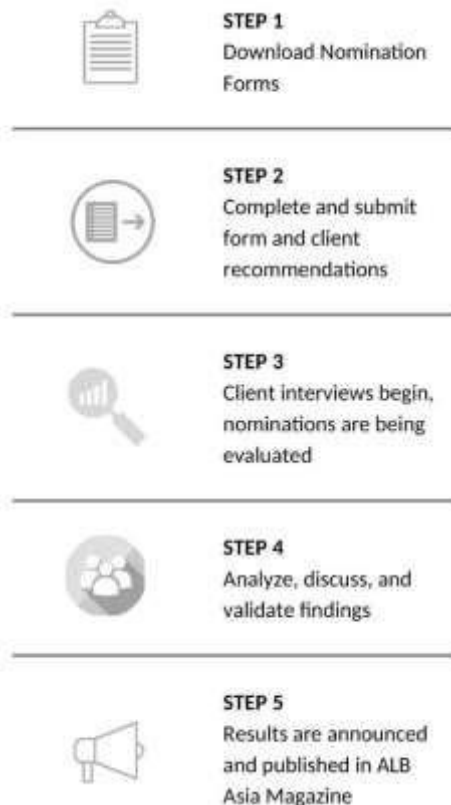 STEP 1
Download Nomination
Forms
STEP 2
Complete and submit
form and client
recommendations
STEP 3
Client interviews begin,
nominations are being
evaluated
STEP 4
Analyze, discuss, and
validate findings
STEP 5
Results are announced
and published in ALB
Asia Magazine